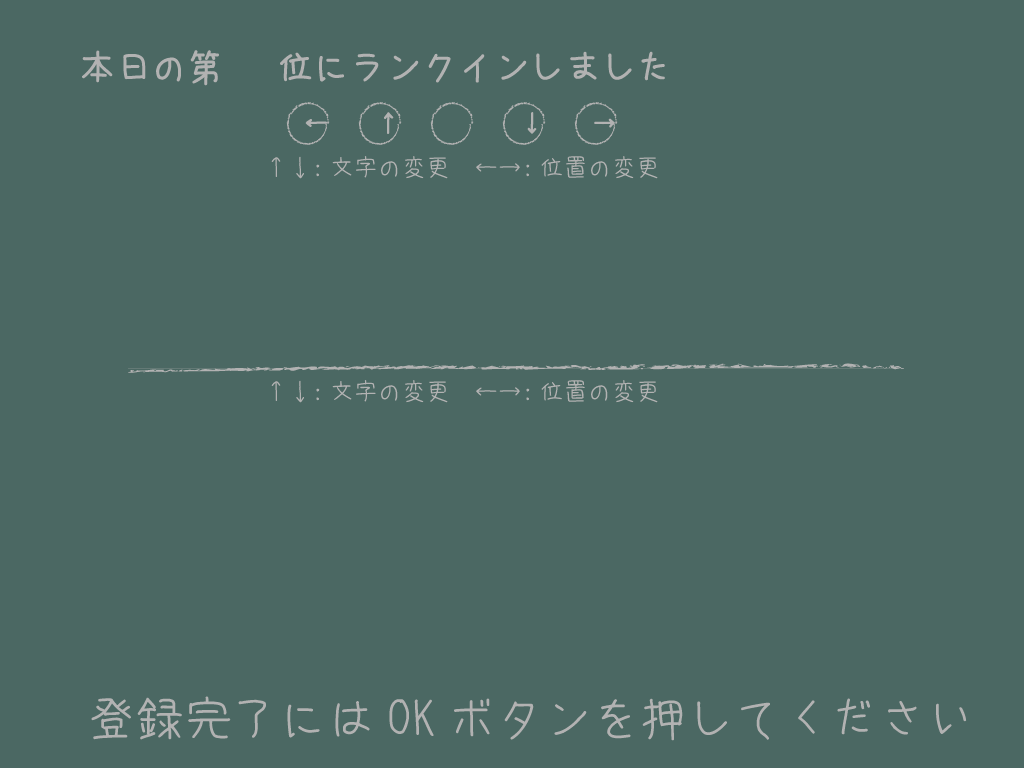 本日の第　位にランクインしました
← ↑ ↓ →
↑↓: 文字の変更　←→: 位置の変更
↑↓: 文字の変更　←→: 位置の変更
登録完了には OK ボタンを押してください